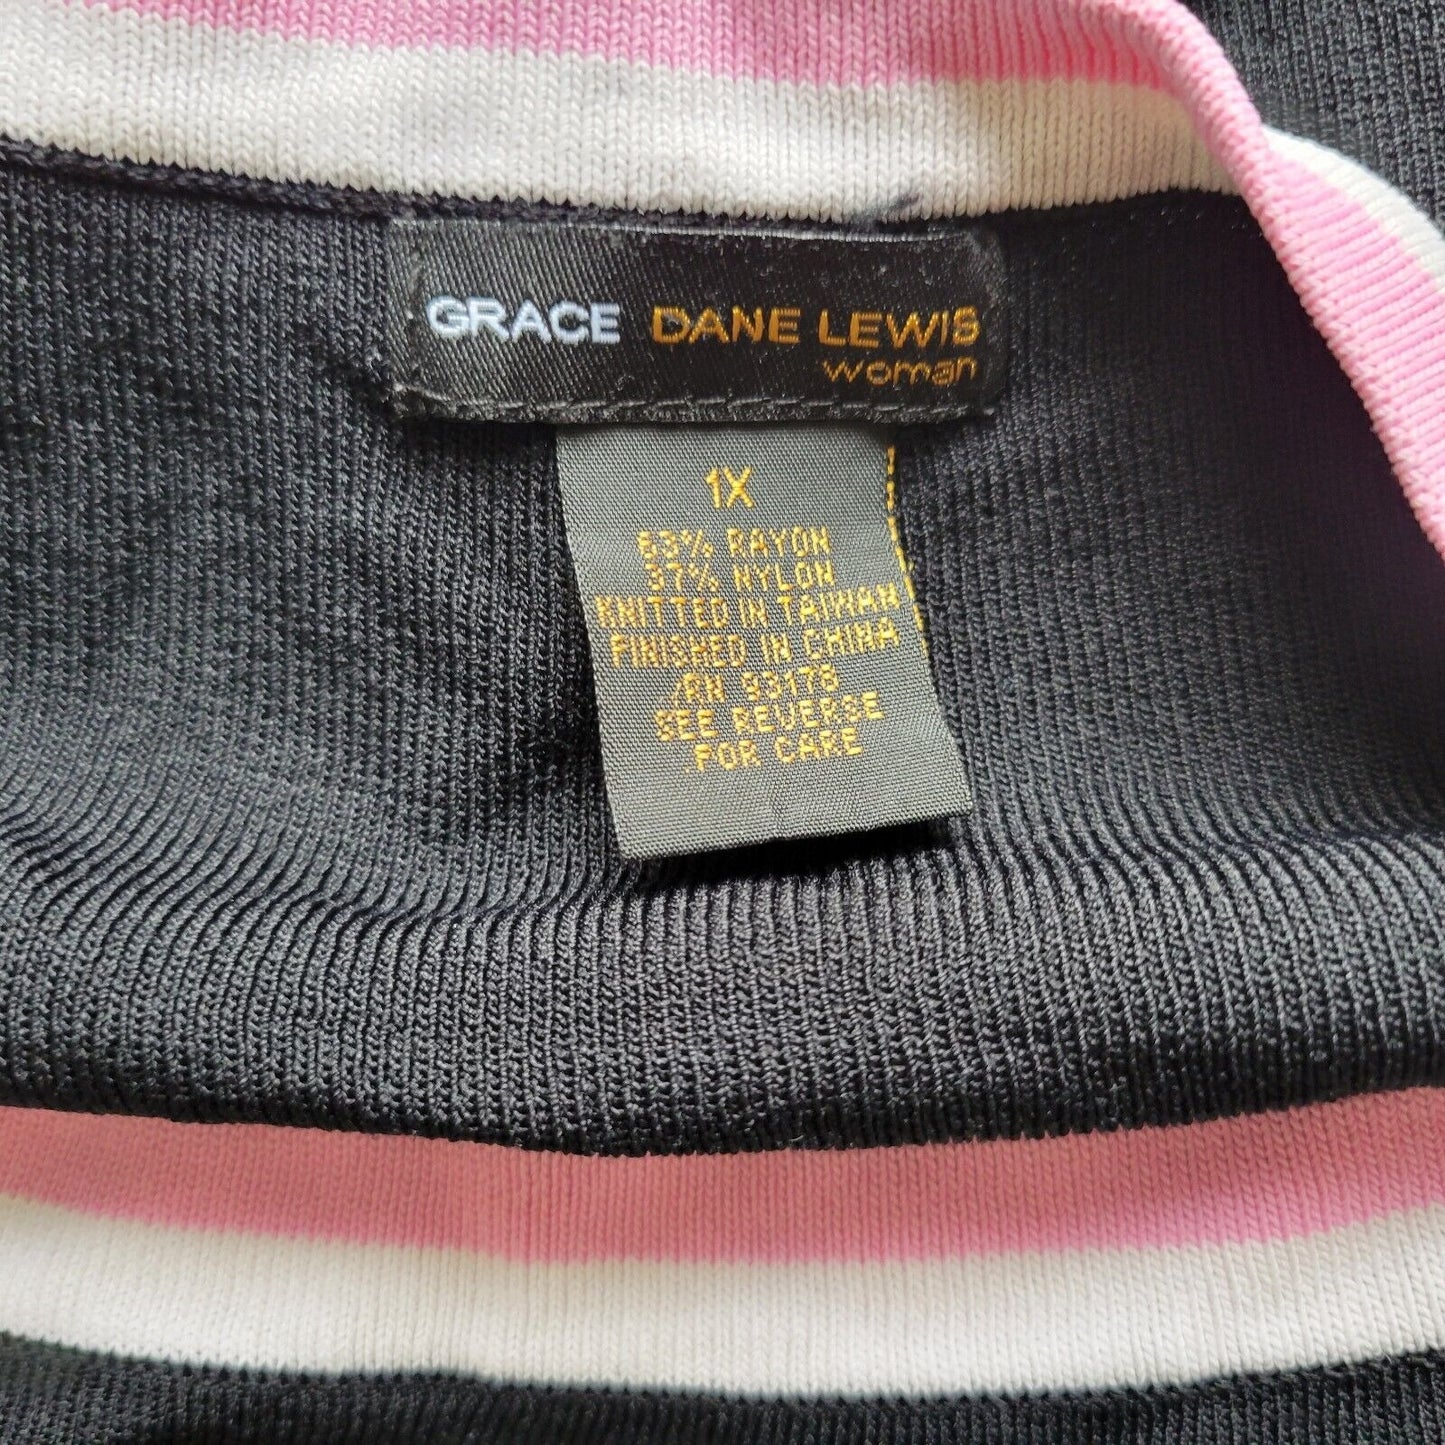 GRACE DANE LEWIS
woman
1X
63% RAYON
37% NYLON
KNITTED IN TAIWAN
FINISHED IN CHINA
RN 93178
SEE REVERSE
FOR CARE